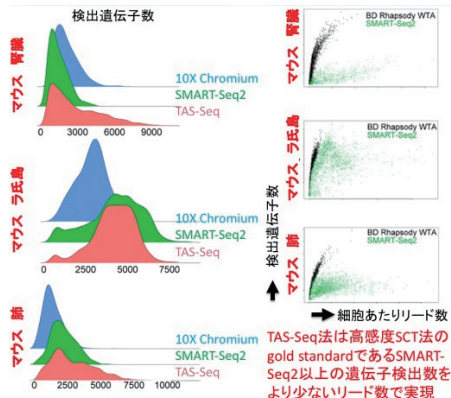 検出遺伝子数
マウス 腎臓
10X Chromium
SMART-Seq2
TAS-Seq
0 3000 6000 9000
マウス ラ氏島
10X Chromium
SMART-Seq2
TAS-Seq
0 2500 5000 7500
マウス 肺
10X Chromium
SMART-Seq2
TAS-Seq
0 2000 4000 6000 8000 10000
マウス 腎臓
BD Rhapsody WTA
SMART-Seq2
マウス ラ氏島
BD Rhapsody WTA
SMART-Seq2
マウス 肺
BD Rhapsody WTA
SMART-Seq2
検出遺伝子数
細胞あたりリード数
TAS-Seq法は高感度SCT法の
gold standardであるSMART-
Seq2以上の遺伝子検出数を
より少ないリード数で実現